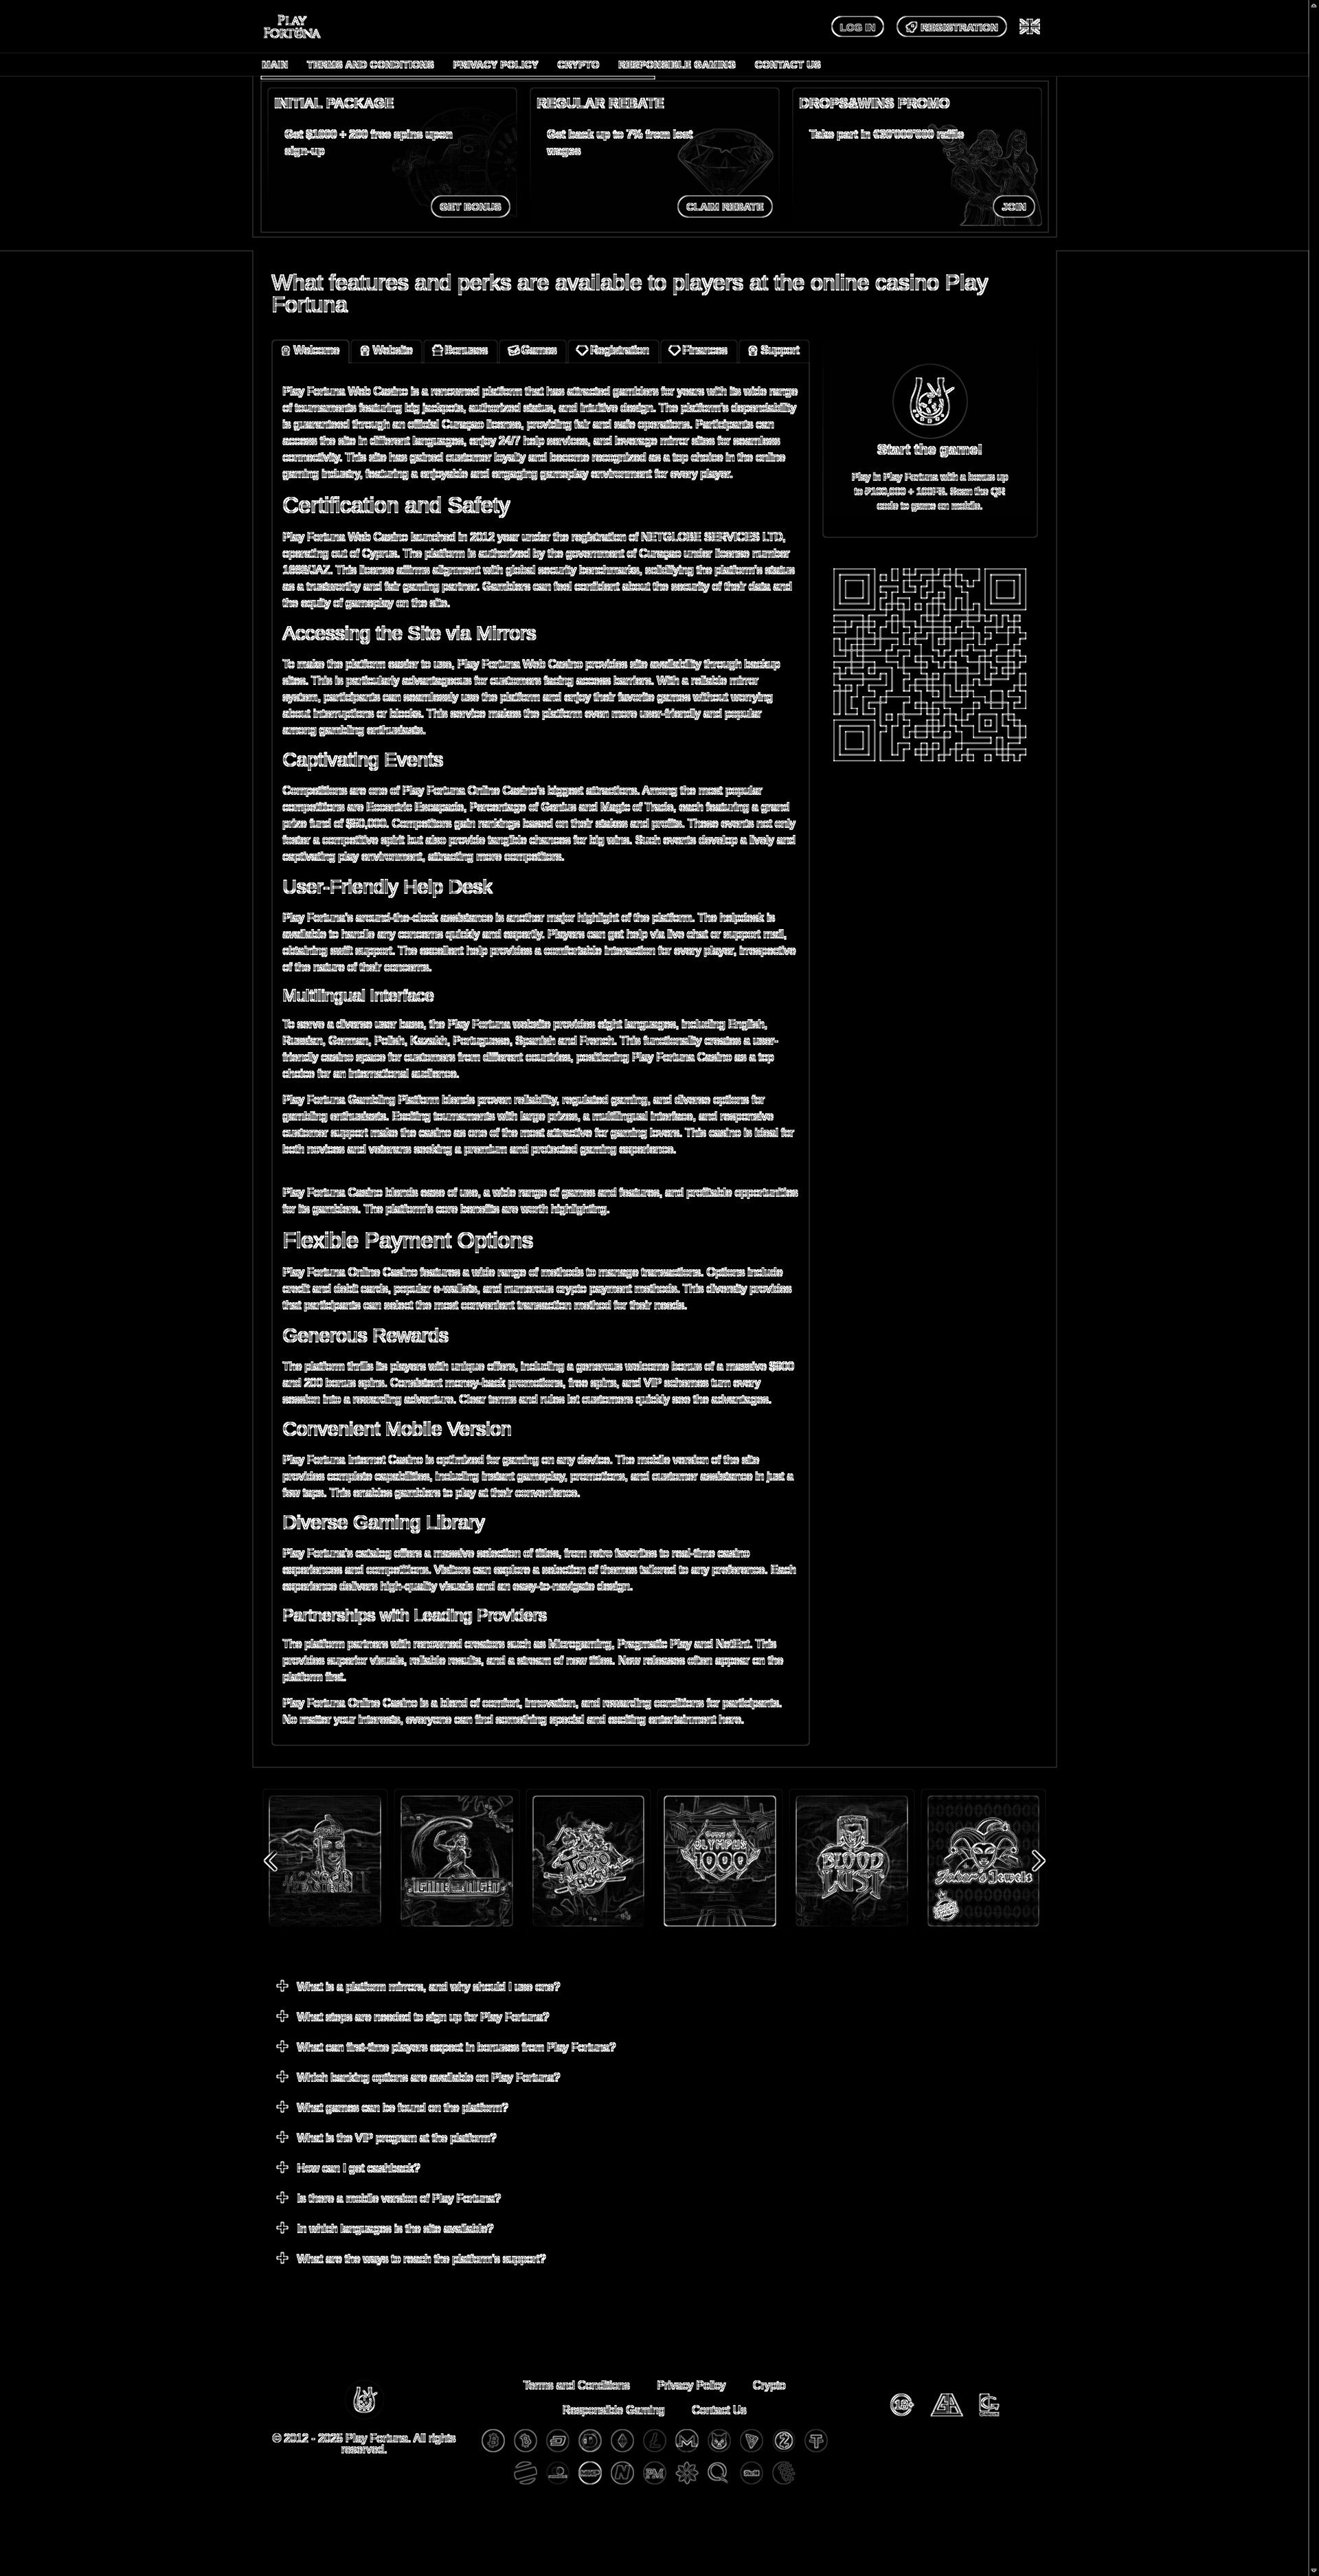 PLAY
FORTUNA
LOG IN
REGISTRATION
MAIN
TERMS AND CONDITIONS
PRIVACY POLICY
CRYPTO
RESPONSIBLE GAMING
CONTACT US
INITIAL PACKAGE
Get $1000 + 200 free spins upon
sign-up
GET BONUS
REGULAR REBATE
Get back up to 7% from lost
wages
CLAIM REBATE
DROPS&WINS PROMO
Take part in raffle
JOIN
What features and perks are available to players at the online casino Play
Fortuna
Welcome
Website
Bonuses
Games
Registration
Finances
Support
Play Fortuna Web Casino is a renowned platform that has attracted gamblers for years with its wide range
of tournaments featuring big jackpots, authorized status, and intuitive design. The platform's dependability
is guaranteed through an official Curaçao license, providing fair and safe operations. Participants can
access the site in different languages, enjoy 24/7 help services, and leverage mirror sites for seamless
connectivity. This site has gained customer loyalty and become recognized as a top choice in the online
gaming industry, featuring a enjoyable and engaging gameplay environment for every player.
Certification and Safety
Play Fortuna Web Casino launched in 2012 year under the registration of NETGLOBE SERVICES LTD,
operating out of Cyprus. The platform is authorized by the government of Curaçao under license number
This license affirms alignment with global security benchmarks, solidifying the platform's status
as a trustworthy and fair gaming partner. Gamblers can feel confident about the security of their data and
the equity of gameplay on the site.
Accessing the Site via Mirrors
To make the platform easier to use, Play Fortuna Web Casino provides site availability through backup
sites. This is particularly advantageous for customers facing access barriers. With a reliable mirror
system, participants can seamlessly use the platform and enjoy their favorite games without worrying
about interruptions or blocks. This service makes the platform even more user-friendly and popular
among gambling enthusiasts.
Captivating Events
Competitions are one of Play Fortuna Online Casino's biggest attractions. Among the most popular
competitions are Eccentric Escapade, Percentage of Genius and Magic of Trade, each featuring a grand
prize fund of Competitors gain rankings based on their stakes and profits. These events not only
foster a competitive spirit but also provide tangible chances for big wins. Such events develop a lively and
captivating play environment, attracting more competitors.
User-Friendly Help Desk
Play Fortuna's around-the-clock assistance is another major highlight of the platform. The helpdesk is
available to handle any concerns quickly and expertly. Players can get help via live chat or support mail,
obtaining swift support. The excellent help provides a comfortable interaction for every player, irrespective
of the nature of their concerns.
Multilingual Interface
To serve a diverse user base, the Play Fortuna website provides eight languages, including English,
Russian, German, Polish, Kazakh, Portuguese, Spanish and French. This functionality creates a user-
friendly casino space for customers from different countries, positioning Play Fortuna Casino as a top
choice for an international audience.
Play Fortuna Gambling Platform blends proven reliability, regulated gaming, and diverse options for
gambling enthusiasts. Exciting tournaments with large prizes, a multilingual interface, and responsive
customer support make the casino as one of the most attractive for gaming lovers. This casino is ideal for
both novices and veterans seeking a premium and protected gaming experience.
Play Fortuna Casino blends ease of use, a wide range of games and features, and profitable opportunities
for its gamblers. The platform's core benefits are worth highlighting.
Flexible Payment Options
Play Fortuna Online Casino features a wide range of methods to manage transactions. Options include
credit and debit cards, popular e-wallets, and numerous crypto payment methods. This diversity provides
that participants can select the most convenient transaction method for their needs.
Generous Rewards
The platform thrills its players with unique offers, including a generous welcome bonus of a massive
and 200 bonus spins. Consistent money-back promotions, free spins, and VIP schemes turn every
session into a rewarding adventure. Clear terms and rules let customers quickly see the advantages.
Convenient Mobile Version
Play Fortuna Internet Casino is optimized for gaming on any device. The mobile version of the site
provides complete capabilities, including instant gameplay, promotions, and customer assistance in just a
few taps. This enables gamblers to play at their convenience.
Diverse Gaming Library
Play Fortuna's catalog offers a massive selection of titles, from retro favorites to real-time casino
experiences and competitions. Visitors can explore a selection of themes tailored to any preference. Each
experience delivers high-quality visuals and an easy-to-navigate design.
Partnerships with Leading Providers
The platform partners with renowned creators such as Microgaming, Pragmatic Play and NetEnt. This
provides superior visuals, reliable results, and a stream of new titles. New releases often appear on the
platform first.
Play Fortuna Online Casino is a blend of comfort, innovation, and rewarding conditions for participants.
No matter your interests, everyone can find something special and exciting entertainment here.
Start the game!
Play in Play Fortuna with a bonus up
to Scan the QR
code to game on mobile.
IGNITE THE NIGHT
TORO
GATES OF
OLYMPUS
1000
BLOOD
LUST
Joker's Jewels
What is a platform mirrors, and why should I use one?
What steps are needed to sign up for Play Fortuna?
What can first-time players expect in bonuses from Play Fortuna?
Which banking options are available on Play Fortuna?
What games can be found on the platform?
What is the VIP program at the platform?
How can I get cashback?
Is there a mobile version of Play Fortuna?
In which languages is the site available?
What are the ways to reach the platform's support?
Terms and Conditions
Privacy Policy
Crypto
Responsible Gaming
Contact Us
© 2012 - 2025 Play Fortuna. All rights
reserved.
18+